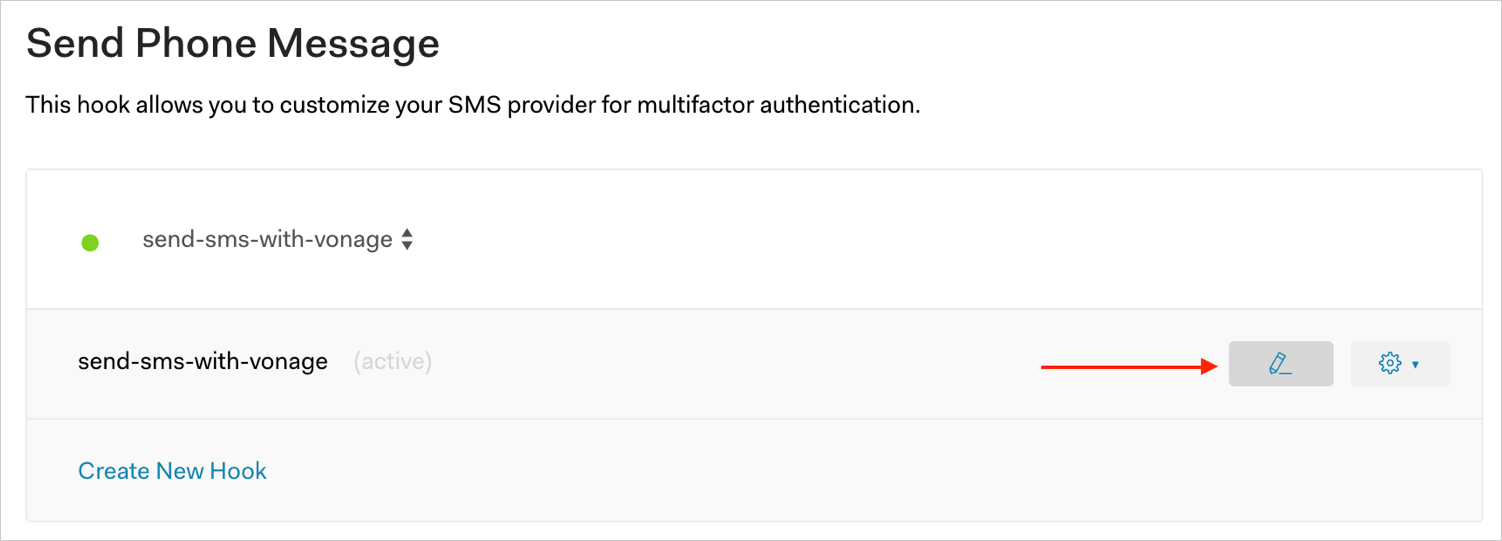 Send Phone Message
This hook allows you to customize your SMS provider for multifactor authentication.
send-sms-with-vonage
send-sms-with-vonage (active)
Create New Hook